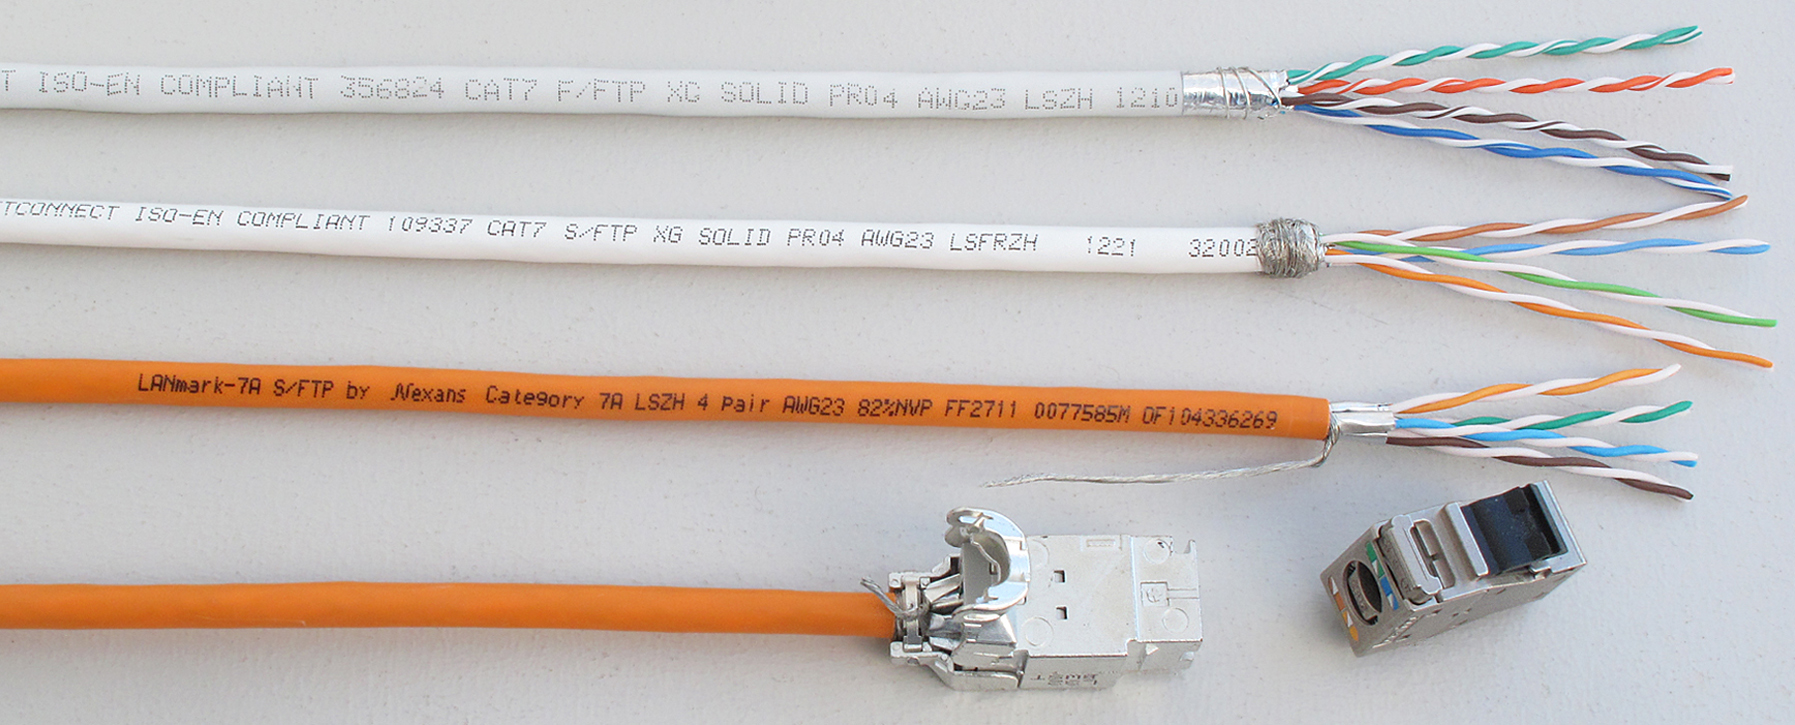 T ISO-EN COMPLIANT 356824 CAT7 F/FTP XG SOLID PR04 AWG23 LSZH 1210
TCONNECT ISO-EN COMPLIANT 109337 CAT7 S/FTP XG SOLID PR04 AWG23 LSFRZH 1221 32002
LANmark-7A S/FTP by Nexans Category 7A LSZH 4 Pair AWG23 82%NVP FF2711 0077585M OF104336269